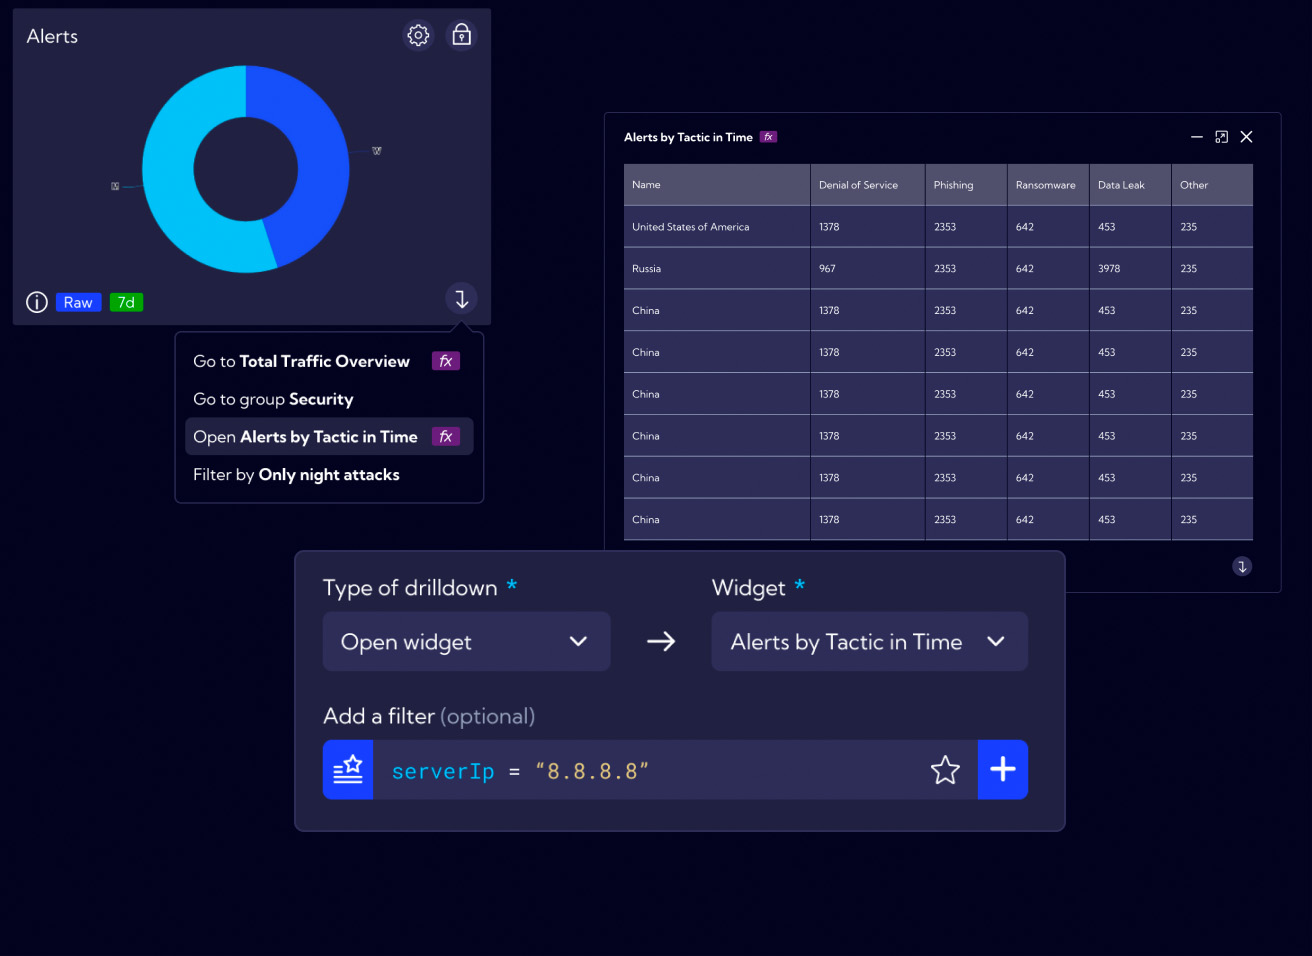 Alerts
W
Raw 7d
Go to Total Traffic Overview fx
Go to group Security
Open Alerts by Tactic in Time fx
Filter by Only night attacks
Alerts by Tactic in Time fx
Name Denial of Service Phishing Ransomware Data Leak Other
United States of America 1378 2353 642 453 235
Russia 967 2353 642 3978 235
China 1378 2353 642 453 235
China 1378 2353 642 453 235
China 1378 2353 642 453 235
China 1378 2353 642 453 235
China 1378 2353 642 453 235
China 1378 2353 642 453 235
Type of drilldown * Widget *
Open widget Alerts by Tactic in Time
Add a filter (optional)
serverIp = “8.8.8.8”